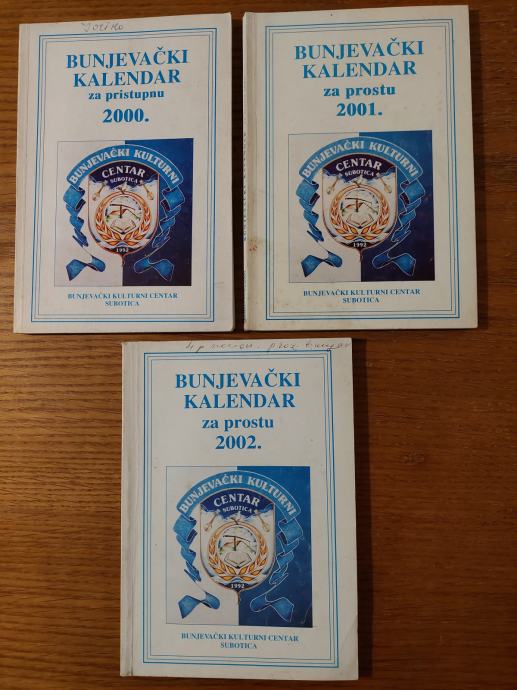 BUNJEVAČKI
KALENDAR
za pristupnu
2000.
BUNJEVAČKI KULTURNI
CENTAR
SUBOTICA
1992
BUNJEVAČKI KULTURNI CENTAR
SUBOTICA
BUNJEVAČKI
KALENDAR
za prostu
2001.
BUNJEVAČKI KULTURNI
CENTAR
SUBOTICA
1992
BUNJEVAČKI KULTURNI CENTAR
SUBOTICA
BUNJEVAČKI
KALENDAR
za prostu
2002.
BUNJEVAČKI KULTURNI
CENTAR
SUBOTICA
1992
BUNJEVAČKI KULTURNI CENTAR
SUBOTICA